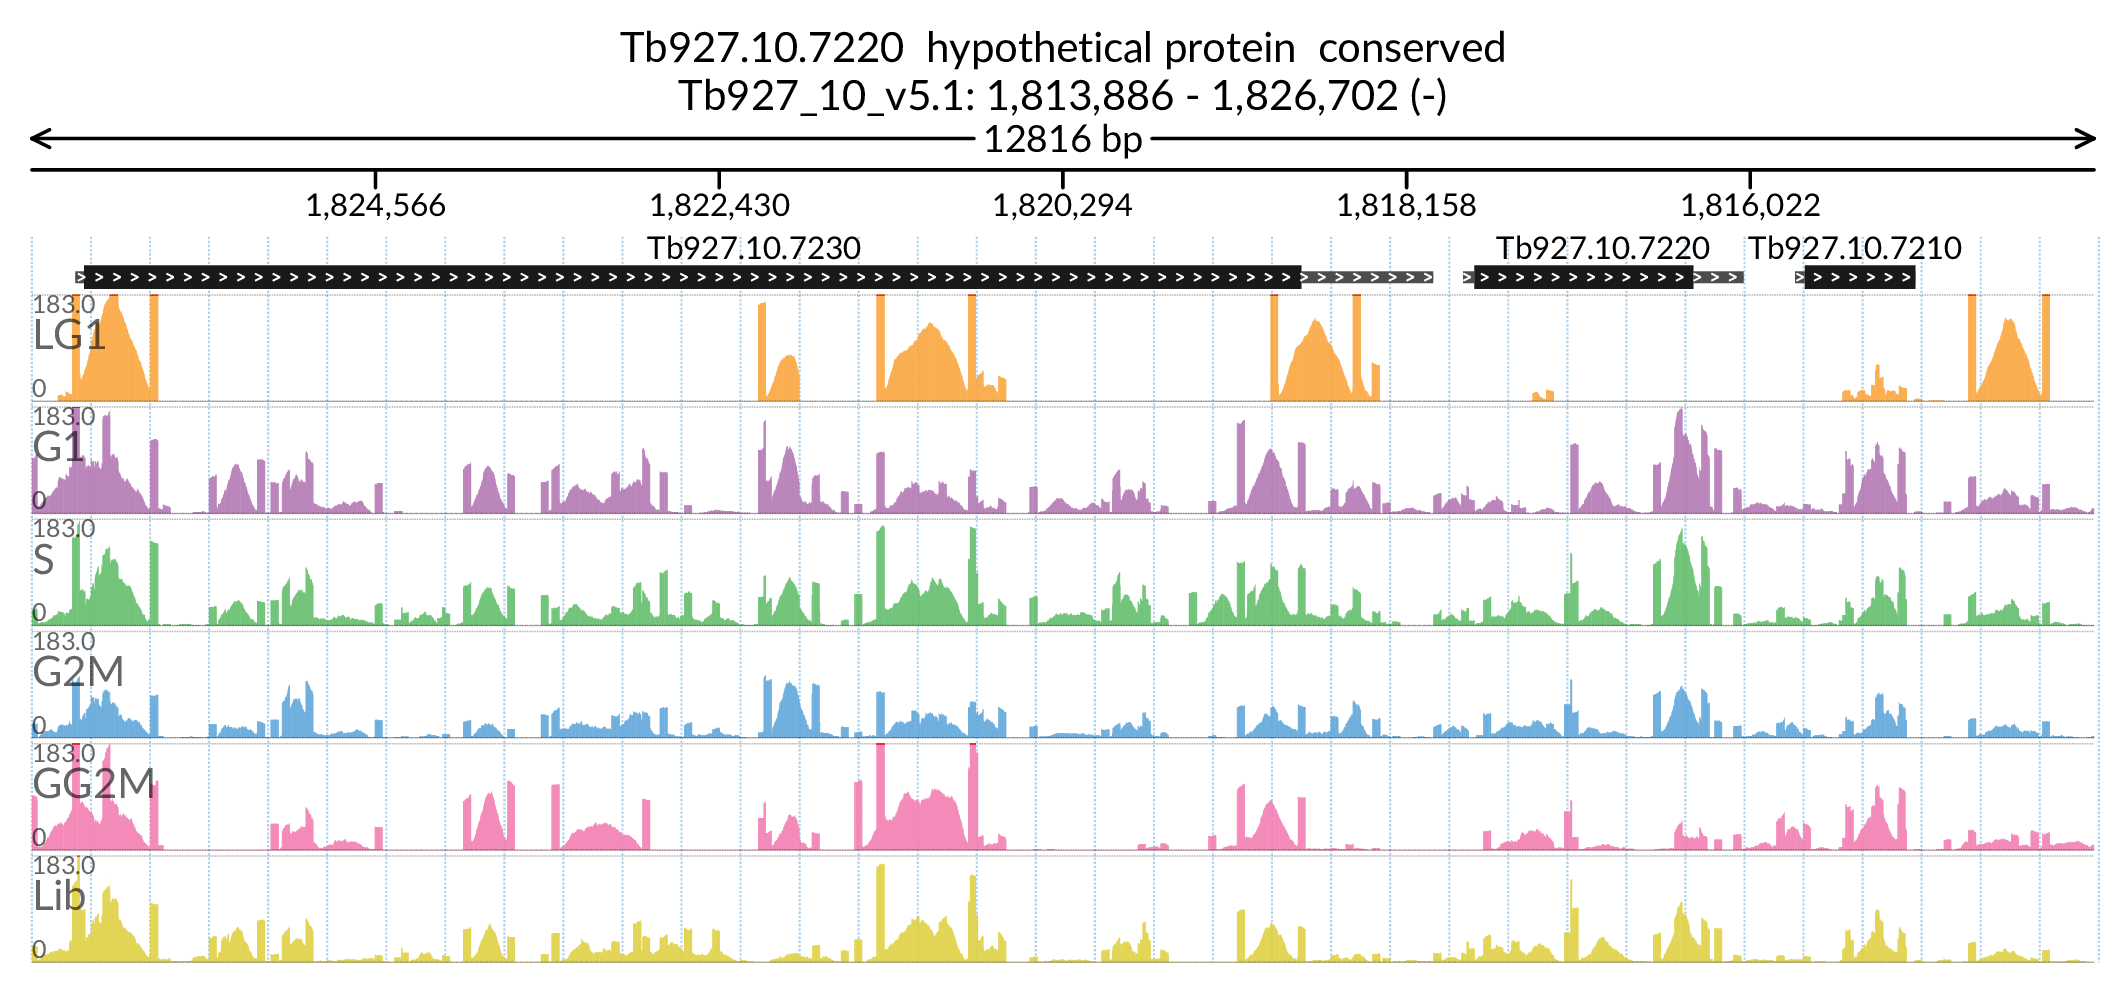 Tb927.10.7220  hypothetical protein  conserved
Tb927_10_v5.1: 1,813,886 - 1,826,702 (-)
12816 bp
1,824,566 1,822,430 1,820,294 1,818,158 1,816,022
Tb927.10.7230 Tb927.10.7220 Tb927.10.7210
183.0
LG1
0
183.0
G1
0
183.0
S
0
183.0
G2M
0
183.0
GG2M
0
183.0
Lib
0